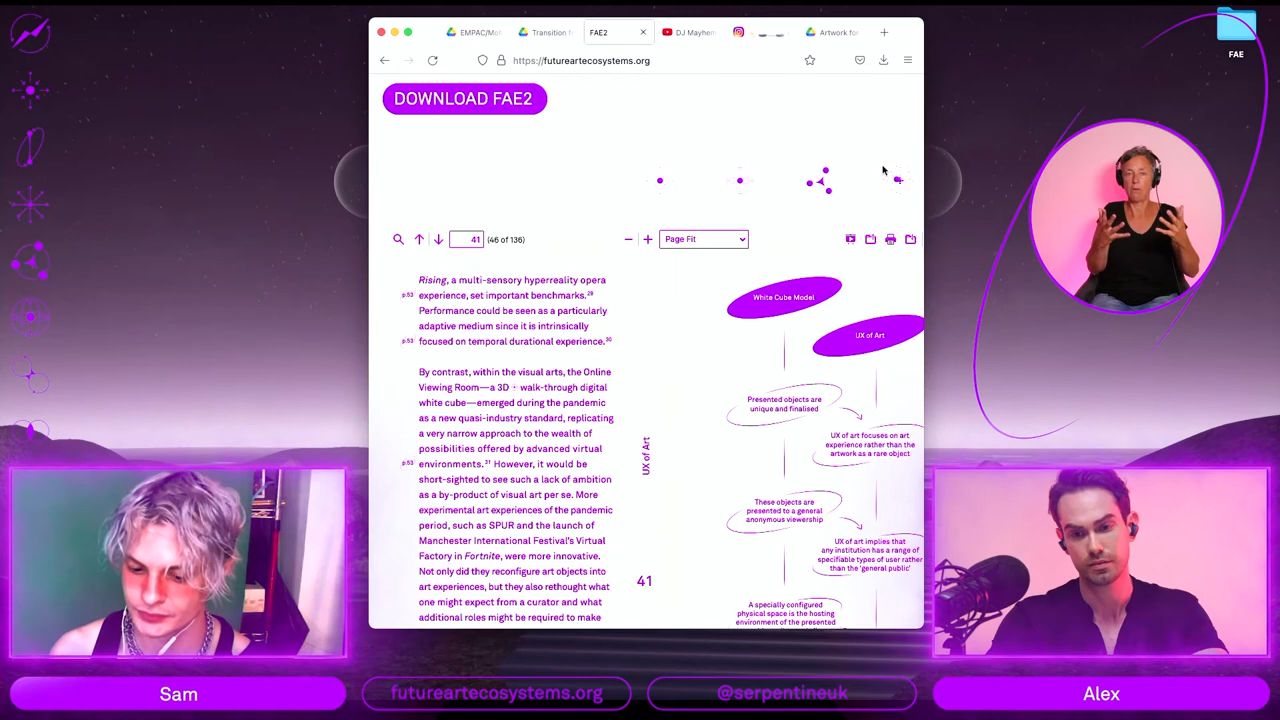 EMPAC/Mot
Transition f
FAE2
DJ Mayhem
Artwork for
https://futureartecosystems.org
FAE
DOWNLOAD FAE2
41 (46 of 136)
Page Fit
Rising, a multi-sensory hyperreality opera
p.53 experience, set important benchmarks.29
Performance could be seen as a particularly
adaptive medium since it is intrinsically
p.53 focused on temporal durational experience.30
By contrast, within the visual arts, the Online
Viewing Room—a 3D walk-through digital
white cube—emerged during the pandemic
as a new quasi-industry standard, replicating
a very narrow approach to the wealth of
possibilities offered by advanced virtual
p.53 environments.31 However, it would be
short-sighted to see such a lack of ambition
as a by-product of visual art per se. More
experimental art experiences of the pandemic
period, such as SPUR and the launch of
Manchester International Festival's Virtual
Factory in Fortnite, were more innovative.
Not only did they reconfigure art objects into
art experiences, but they also rethought what
one might expect from a curator and what
additional roles might be required to make
UX of Art
41
White Cube Model
UX of Art
Presented objects are
unique and finalised
UX of art focuses on art
experience rather than the
artwork as a rare object
These objects are
presented to a general
anonymous viewership
UX of art implies that
any institution has a range of
specifiable types of user rather
than the 'general public'
A specially configured
physical space is the hosting
environment of the presented
Sam
futureartecosystems.org
@serpentineuk
Alex